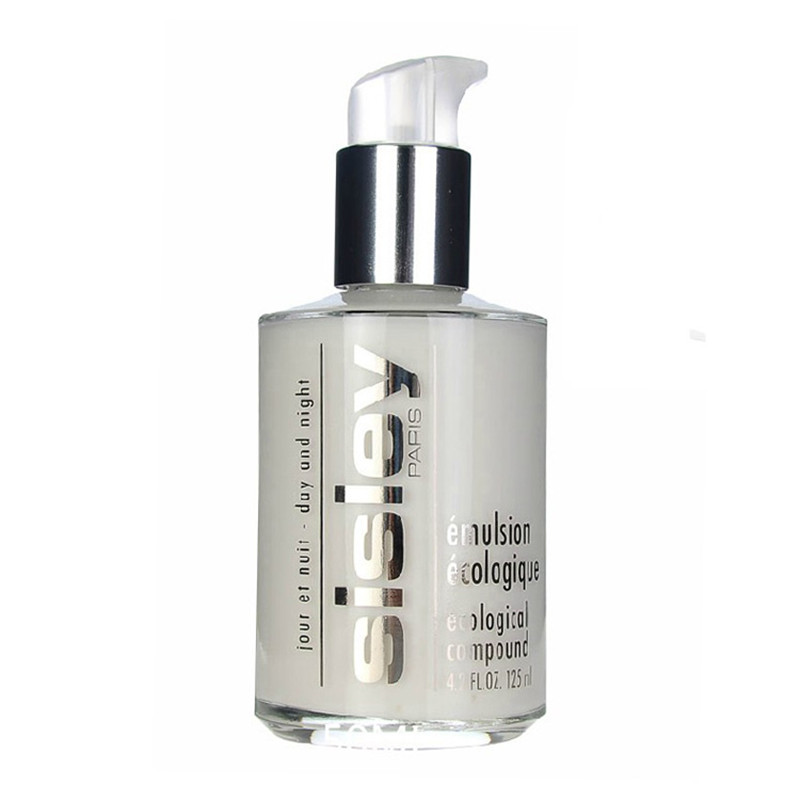 jour et nuit - day and night
sisley
PARIS
émulsion
écologique
ecological
compound
FL.OZ. 125 ml